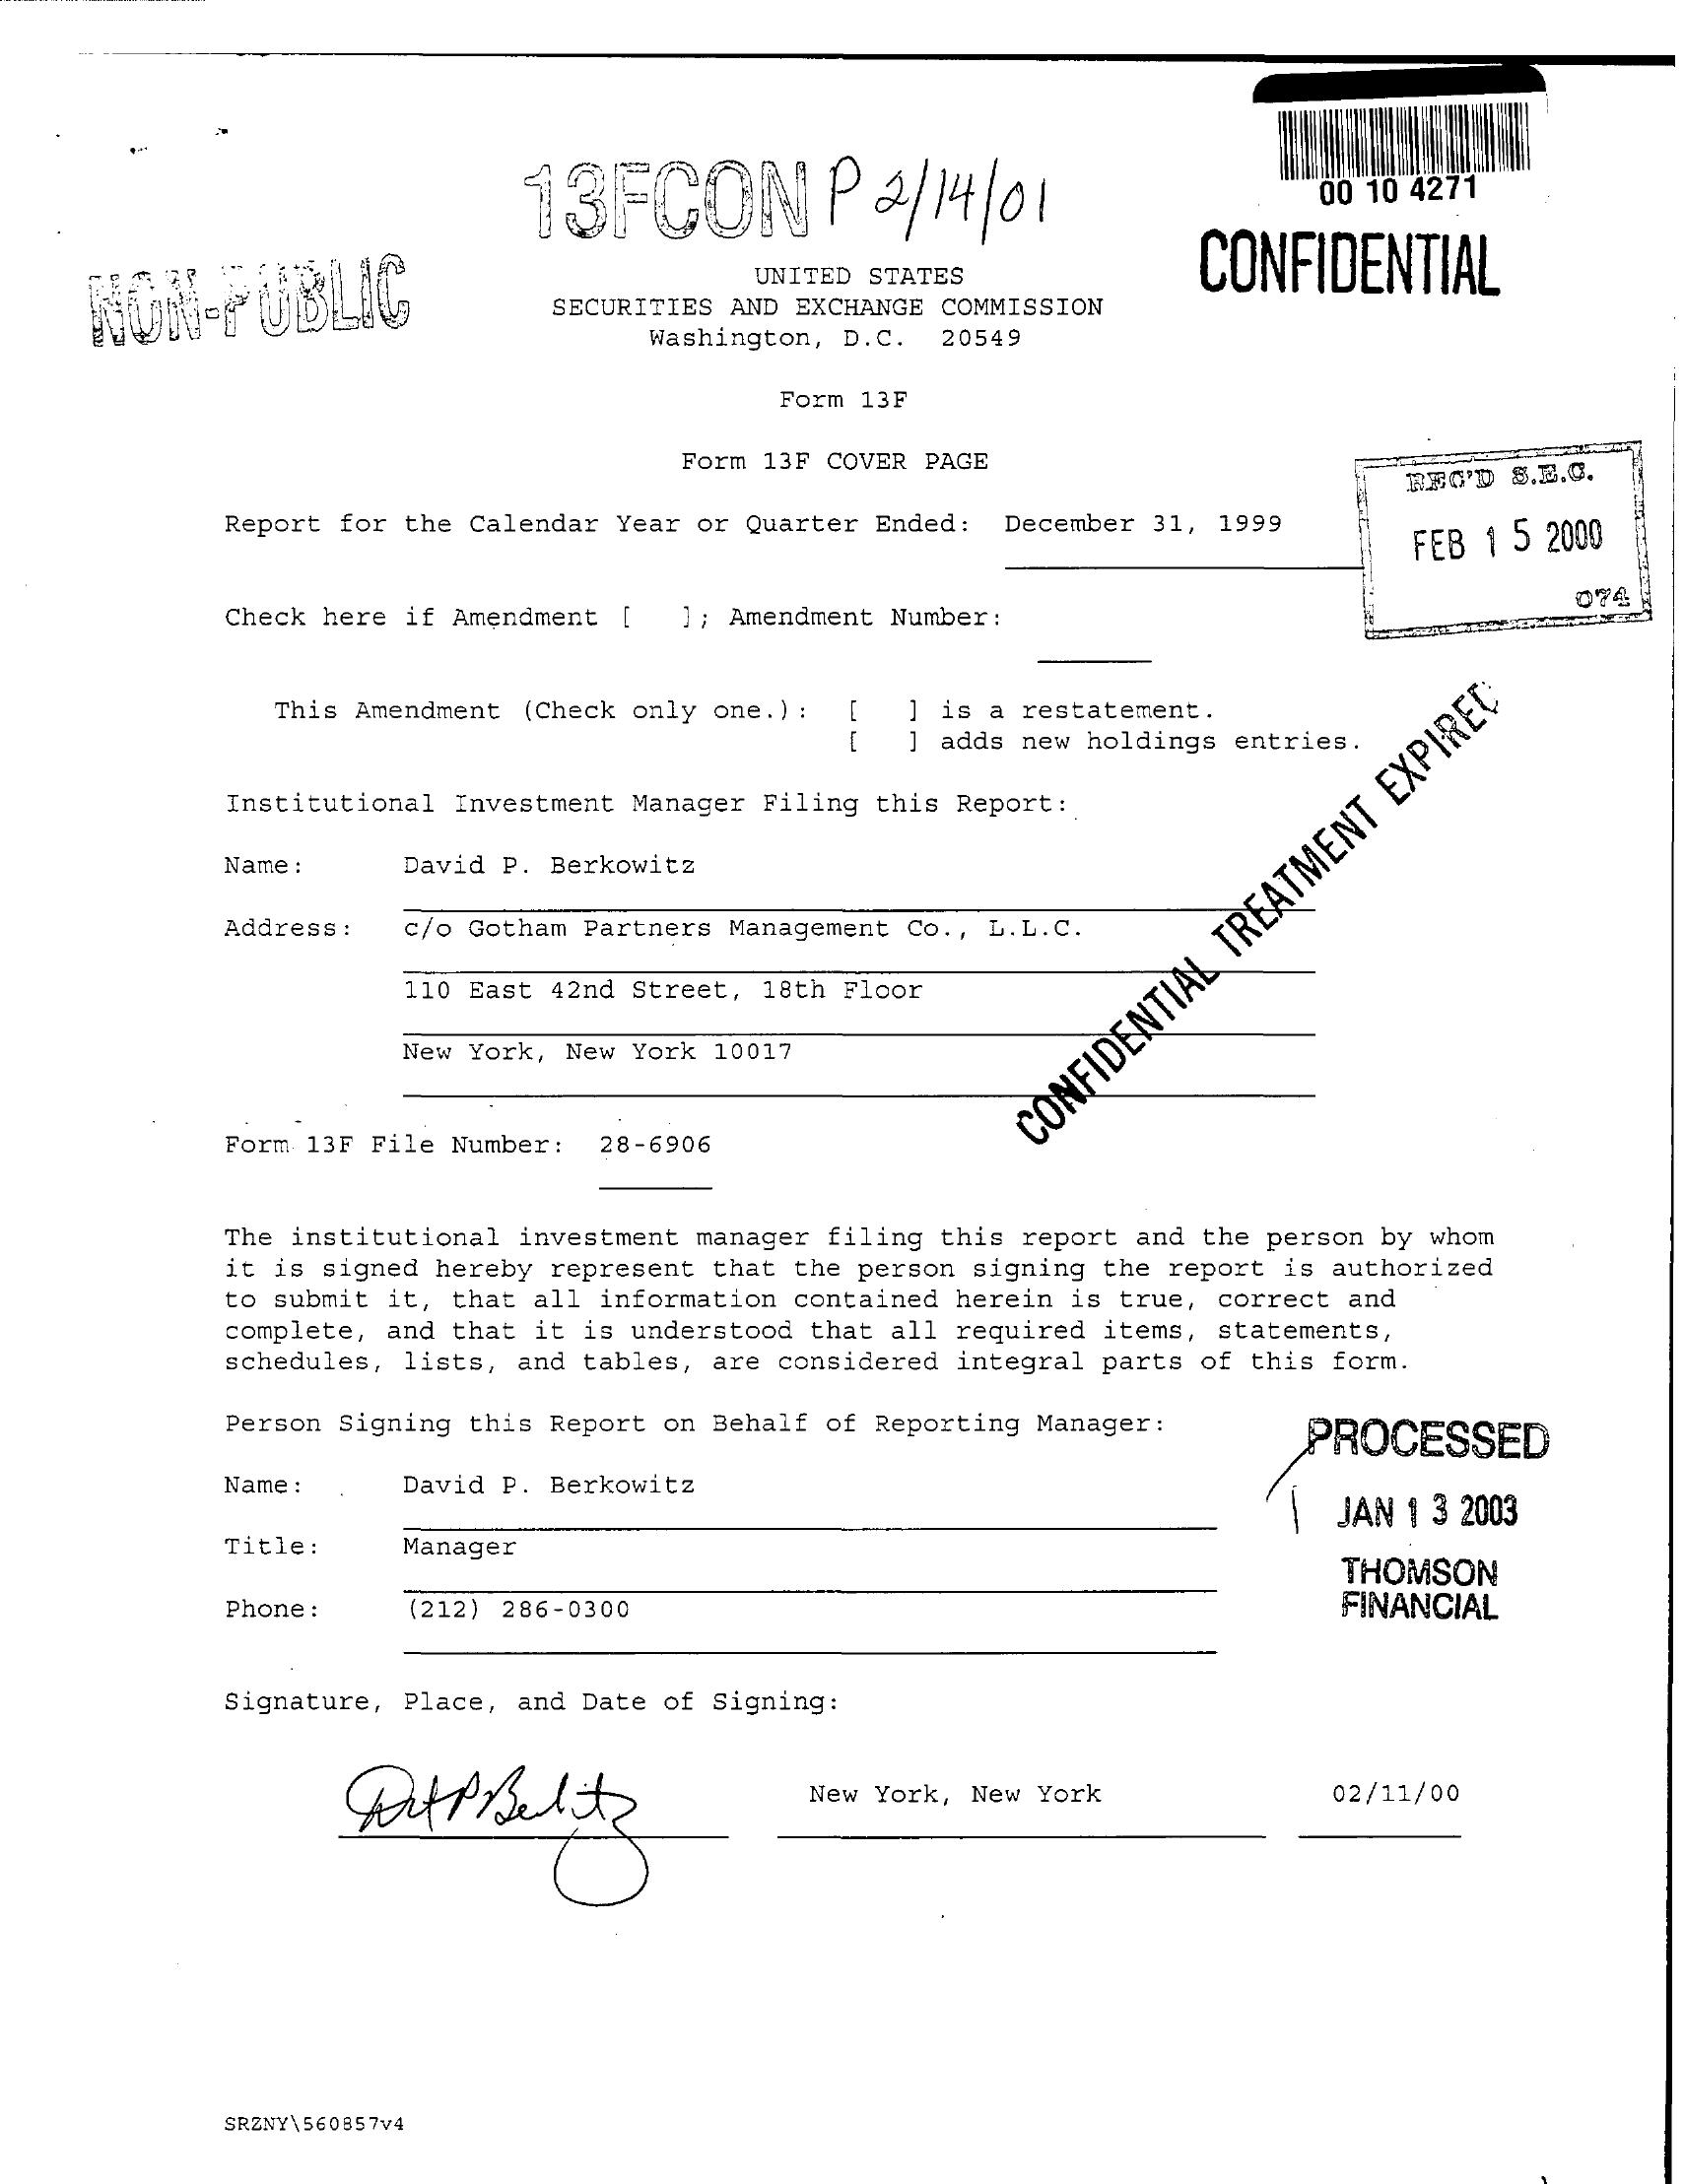 00 10 4271
13FCON P 2/14/01
CONFIDENTIAL
NON-PUBLIC
UNITED STATES
SECURITIES AND EXCHANGE COMMISSION
Washington, D.C. 20549
Form 13F
Form 13F COVER PAGE
REC'D S.E.C.
FEB 15 2000
074
Report for the Calendar Year or Quarter Ended: December 31, 1999
Check here if Amendment [ ]; Amendment Number:
This Amendment (Check only one.): [ ] is a restatement.
[ ] adds new holdings entries.
CONFIDENTIAL TREATMENT EXPIRED
Institutional Investment Manager Filing this Report:
Name: David P. Berkowitz
Address: c/o Gotham Partners Management Co., L.L.C.
110 East 42nd Street, 18th Floor
New York, New York 10017
Form 13F File Number: 28-6906
The institutional investment manager filing this report and the person by whom
it is signed hereby represent that the person signing the report is authorized
to submit it, that all information contained herein is true, correct and
complete, and that it is understood that all required items, statements,
schedules, lists, and tables, are considered integral parts of this form.
Person Signing this Report on Behalf of Reporting Manager:
Name: David P. Berkowitz
Title: Manager
Phone: (212) 286-0300
PROCESSED
JAN 13 2003
THOMSON
FINANCIAL
Signature, Place, and Date of Signing:
New York, New York 02/11/00
SRZNY\560857v4